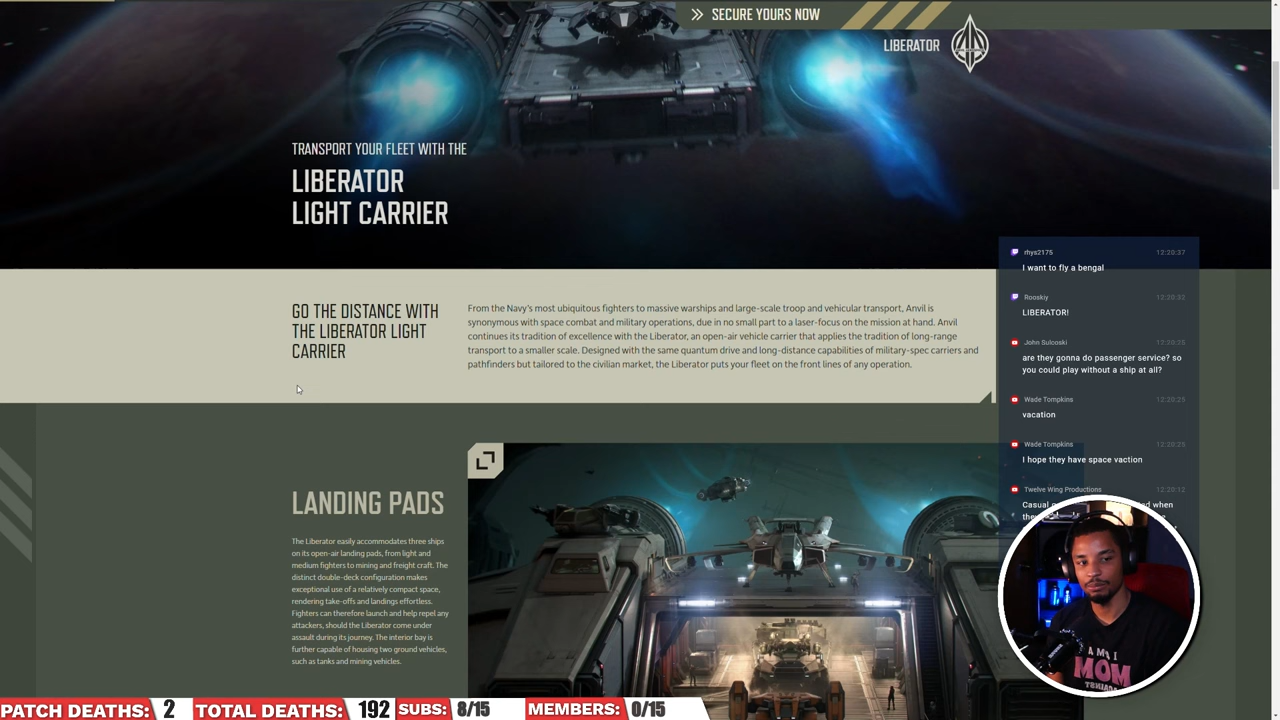 SECURE YOURS NOW
LIBERATOR
TRANSPORT YOUR FLEET WITH THE
LIBERATOR
LIGHT CARRIER
GO THE DISTANCE WITH
THE LIBERATOR LIGHT
CARRIER
From the Navy's most ubiquitous fighters to massive warships and large-scale troop and vehicular transport, Anvil is
synonymous with space combat and military operations, due in no small part to a laser-focus on the mission at hand. Anvil
continues its tradition of excellence with the Liberator, an open-air vehicle carrier that applies the tradition of long-range
transport to a smaller scale. Designed with the same quantum drive and long-distance capabilities of military-spec carriers and
pathfinders but tailored to the civilian market, the Liberator puts your fleet on the front lines of any operation.
LANDING PADS
The Liberator easily accommodates three ships
on its open-air landing pads, from light and
medium fighters to mining and freight craft. The
distinct double-deck configuration makes
exceptional use of a relatively compact space,
rendering take-offs and landings effortless.
Fighters can therefore launch and help repel any
attackers, should the Liberator come under
assault during its journey. The interior bay is
further capable of housing two ground vehicles,
such as tanks and mining vehicles.
rhys2175 12:20:37
I want to fly a bengal
Rooskiy 12:20:32
LIBERATOR!
John Sulooski 12:20:25
are they gonna do passenger service? so
you could play without a ship at all?
Wade Tompkins 12:20:25
vacation
Wade Tompkins 12:20:25
I hope they have space vaction
Twelve Wing Productions 12:20:12
Casual when
AM I
MOM
PATCH DEATHS: 2 TOTAL DEATHS: 192 SUBS: 8/15 MEMBERS: 0/15